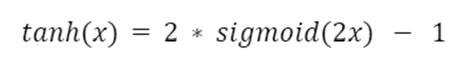 tanh(x) = 2 * sigmoid(2x) − 1